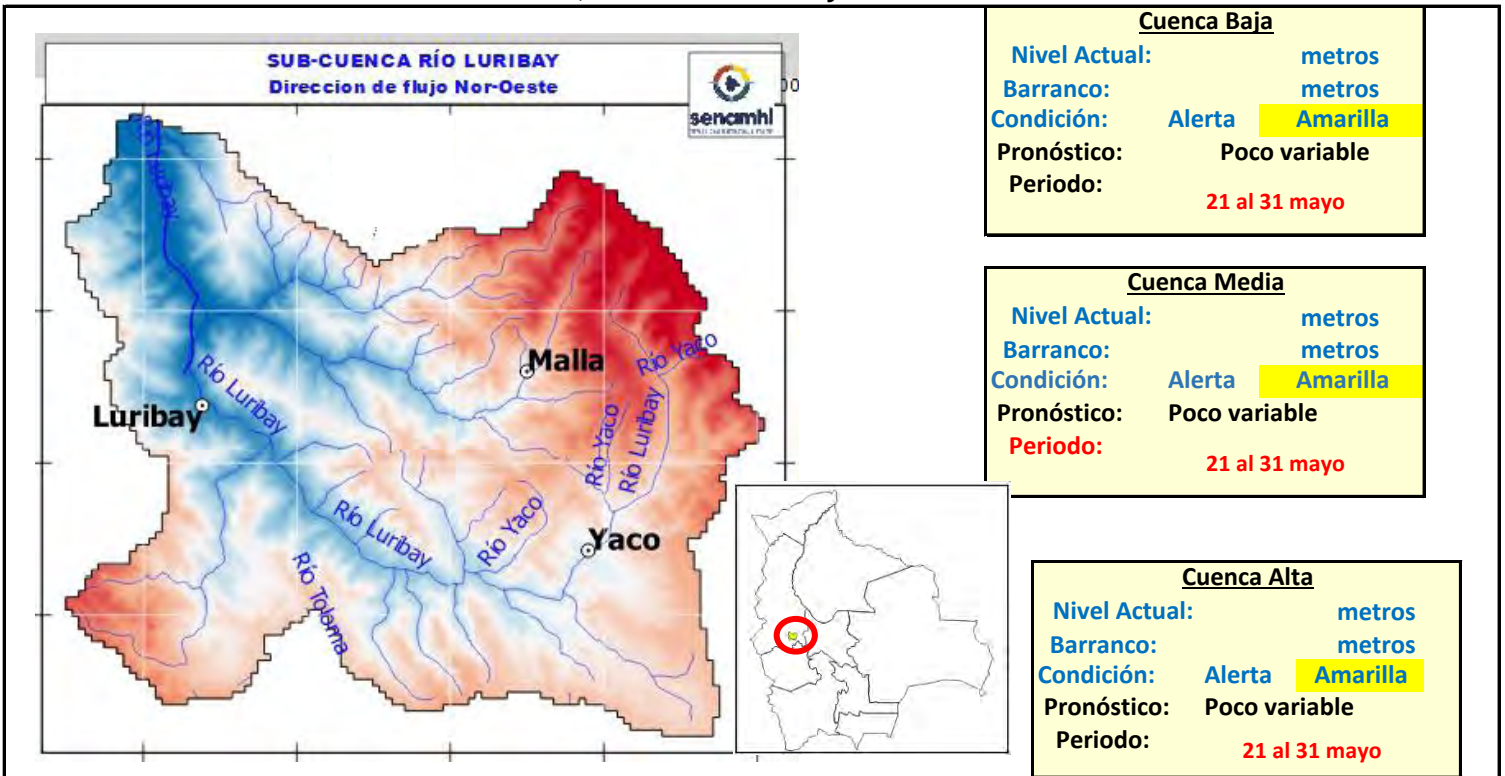 SUB-CUENCA RÍO LURIBAY
Direccion de flujo Nor-Oeste
senamhi
Malla
Luribay
Yaco
Río Luribay
Río Luribay
Río Yaco
Río Yaco
Río Luribay
Río Yaco
Río Tolama
Cuenca Baja
Nivel Actual: metros
Barranco: metros
Condición: Alerta Amarilla
Pronóstico: Poco variable
Periodo:
21 al 31 mayo
Cuenca Media
Nivel Actual: metros
Barranco: metros
Condición: Alerta Amarilla
Pronóstico: Poco variable
Periodo:
21 al 31 mayo
Cuenca Alta
Nivel Actual: metros
Barranco: metros
Condición: Alerta Amarilla
Pronóstico: Poco variable
Periodo:
21 al 31 mayo